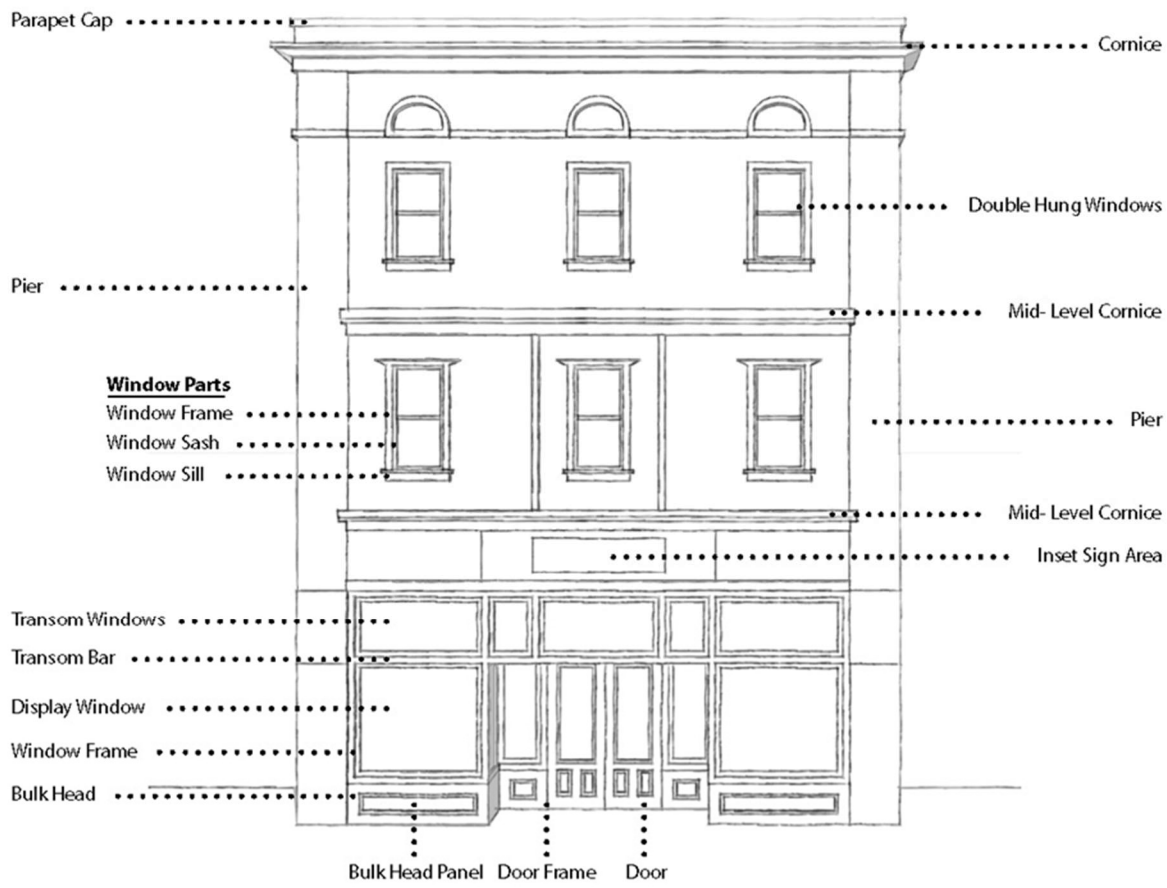 Parapet Cap
Cornice
Double Hung Windows
Pier
Mid- Level Cornice
Window Parts
Window Frame
Pier
Window Sash
Window Sill
Mid- Level Cornice
Inset Sign Area
Transom Windows
Transom Bar
Display Window
Window Frame
Bulk Head
Bulk Head Panel
Door Frame
Door